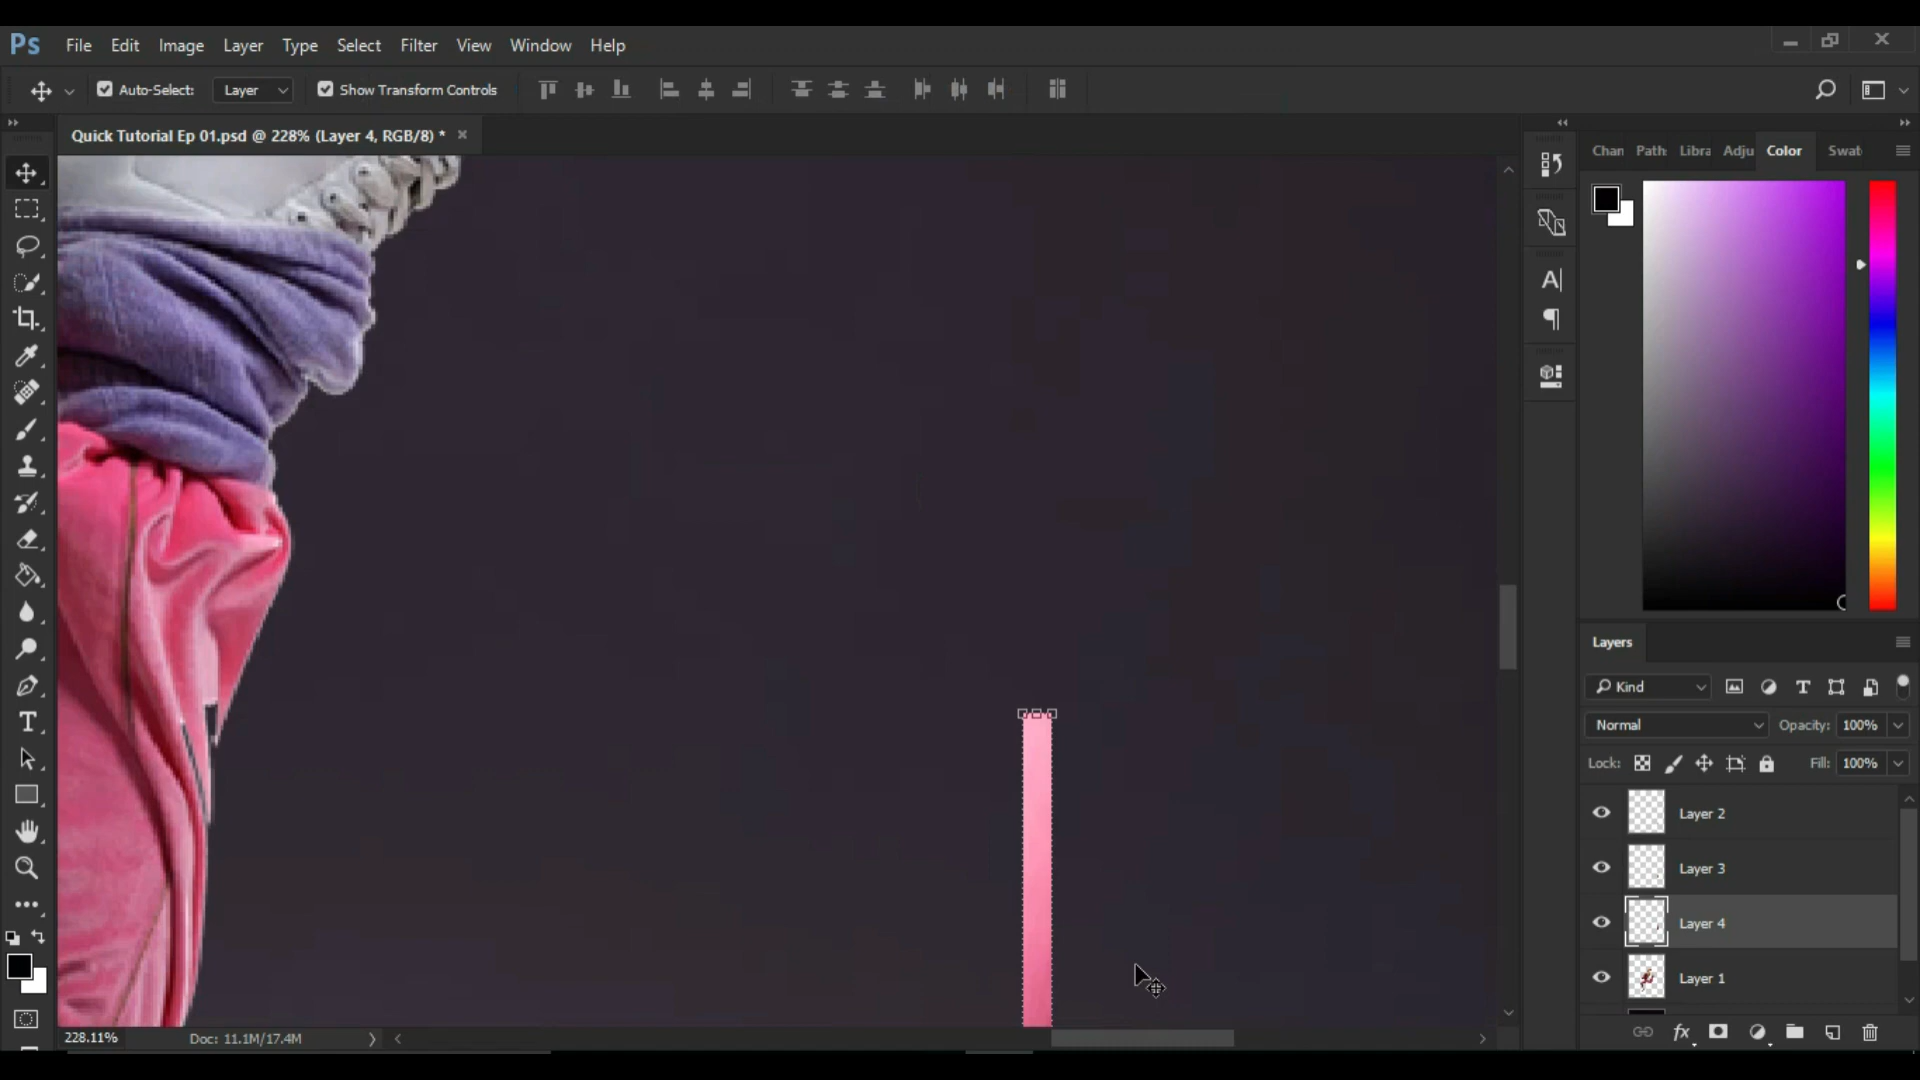 Ps File Edit Image Layer Type Select Filter View Window Help
Auto-Select: Layer Show Transform Controls
Quick Tutorial Ep 01.psd @ 228% (Layer 4, RGB/8) *
Chan Path: Libra Adju Color Swat
Layers
Kind
Normal Opacity: 100%
Lock: Fill: 100%
Layer 2
Layer 3
Layer 4
Layer 1
228.11% Doc: 11.1M/17.4M